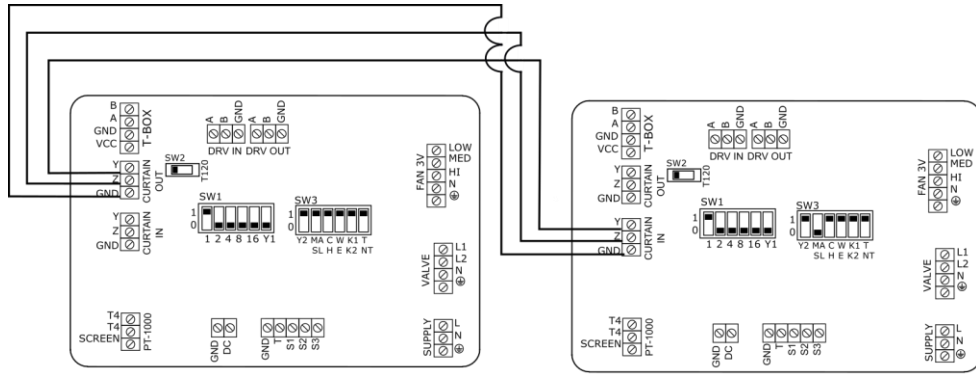 B
A
GND
VCC
T-BOX
A
B
GND
A
B
GND
DRV IN
DRV OUT
SW2
T120
Y
Z
GND
CURTAIN
OUT
Y
Z
GND
CURTAIN
IN
SW1
1
0
1 2 4 8 16 Y1
SW3
1
0
Y2 MA C W K1 T
SL H E K2 NT
LOW
MED
HI
N
FAN 3V
L1
L2
N
VALVE
T4
T4
SCREEN
PT-1000
GND
DC
GND
T
S1
S2
S3
L
N
SUPPLY
B
A
GND
VCC
T-BOX
A
B
GND
A
B
GND
DRV IN
DRV OUT
SW2
T120
Y
Z
GND
CURTAIN
OUT
Y
Z
GND
CURTAIN
IN
SW1
1
0
1 2 4 8 16 Y1
SW3
1
0
Y2 MA C W K1 T
SL H E K2 NT
LOW
MED
HI
N
FAN 3V
L1
L2
N
VALVE
T4
T4
SCREEN
PT-1000
GND
DC
GND
T
S1
S2
S3
L
N
SUPPLY